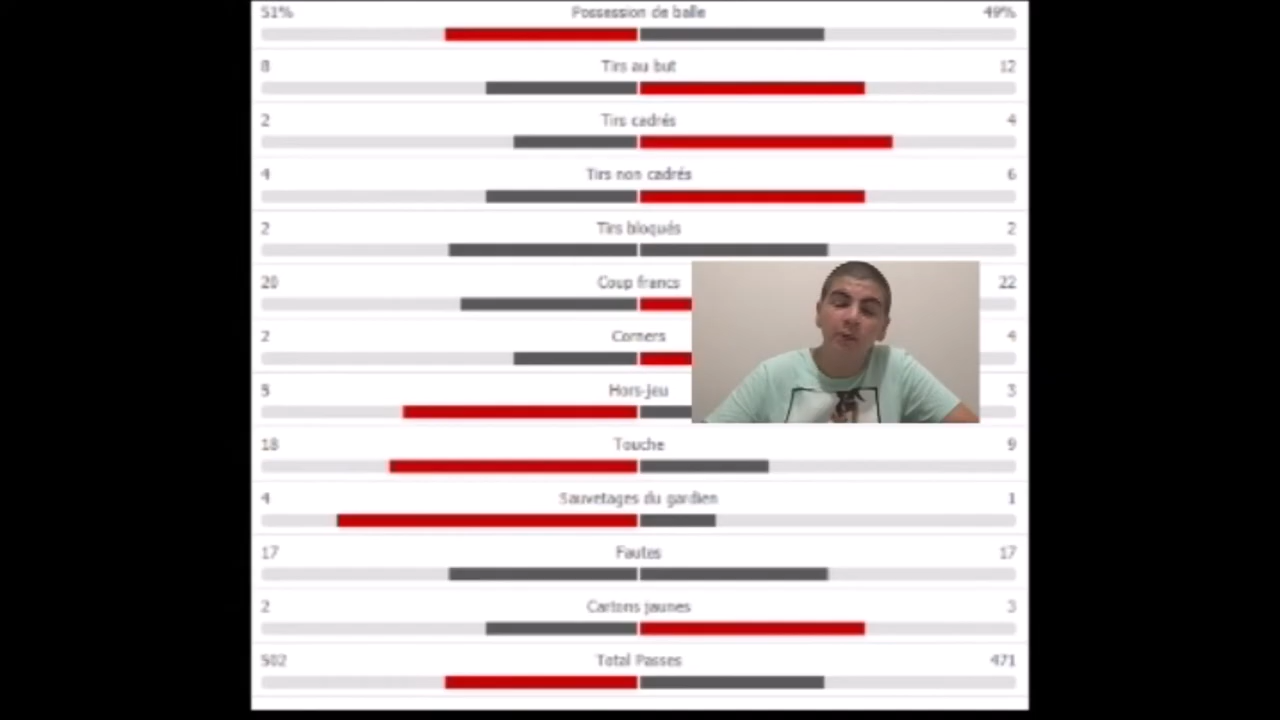 51% Possession de balle 49%
8 Tirs au but 12
2 Tirs cadrés 4
4 Tirs non cadrés 6
2 Tirs bloqués 2
20 Coup francs 22
2 Corners 4
5 Hors-jeu 3
18 Touche 9
4 Sauvetages du gardien 1
17 Fautes 17
2 Cartons jaunes 3
502 Total Passes 471